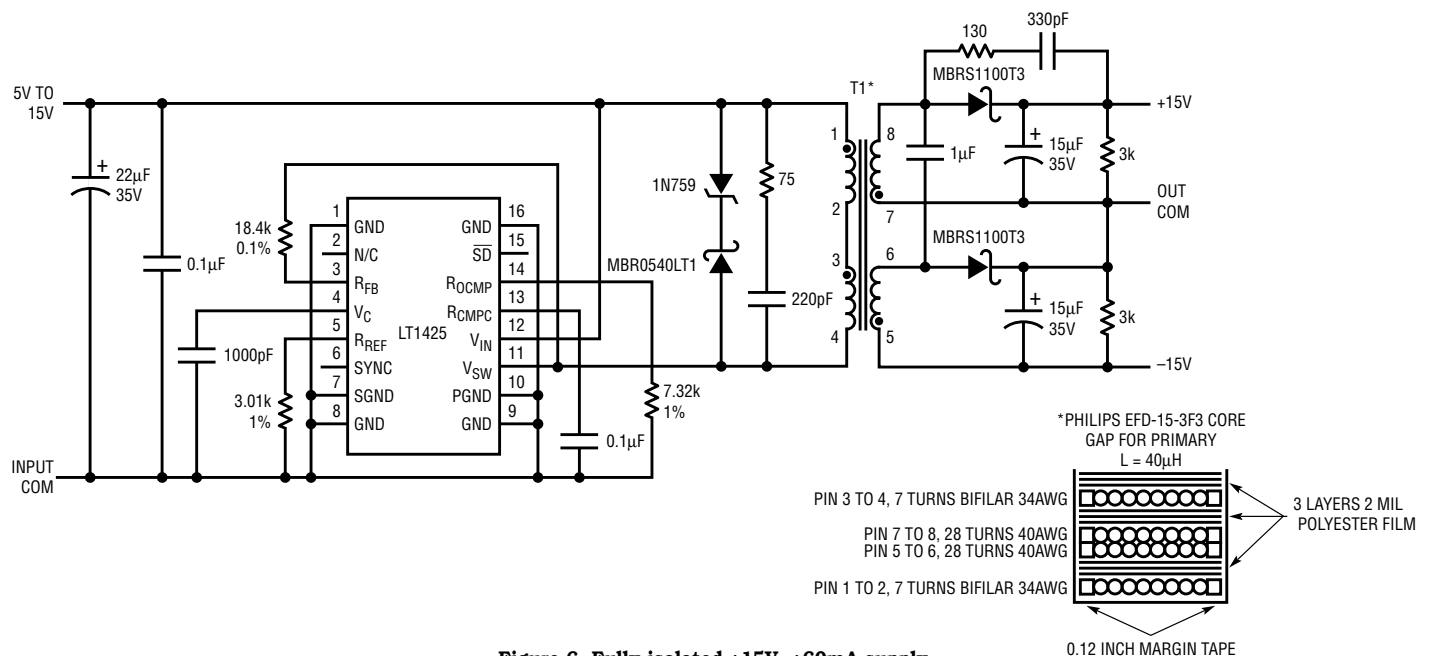 330pF
130
MBRS1100T3
T1*
5V TO
15V
+15V
1
8
+
22µF
35V
1µF
+
15µF
35V
3k
1N759
75
OUT
COM
2
7
18.4k
0.1%
1
GND
16
GND
2
N/C
15
SD
3
RFB
14
ROCMP
4
VC
13
RCMPC
5
RREF
LT1425
12
VIN
6
SYNC
11
VSW
7
SGND
10
PGND
8
GND
9
GND
0.1µF
MBR0540LT1
MBRS1100T3
3
6
220pF
+
15µF
35V
3k
4
5
1000pF
–15V
3.01k
1%
7.32k
1%
0.1µF
INPUT
COM
*PHILIPS EFD-15-3F3 CORE
GAP FOR PRIMARY
L = 40µH
PIN 3 TO 4, 7 TURNS BIFILAR 34AWG
PIN 7 TO 8, 28 TURNS 40AWG
PIN 5 TO 6, 28 TURNS 40AWG
PIN 1 TO 2, 7 TURNS BIFILAR 34AWG
3 LAYERS 2 MIL
POLYESTER FILM
0.12 INCH MARGIN TAPE